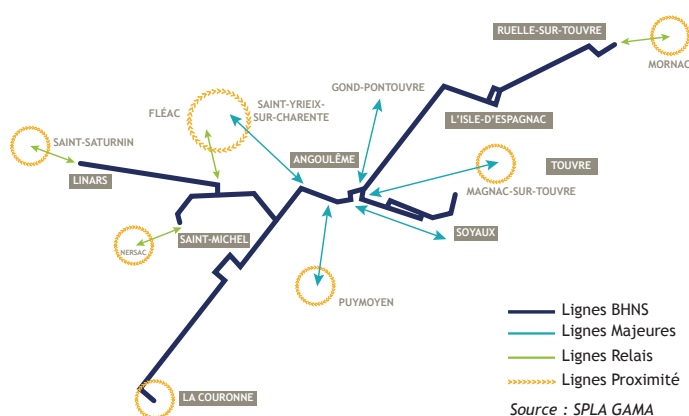 RUELLE-SUR-TOUVRE
MORNAC
GOND-PONTOUVRE
SAINT-YRIEIX-
SUR-CHARENTE
FLÉAC
L'ISLE-D'ESPAGNAC
SAINT-SATURNIN
ANGOULÊME
TOUVRE
LINARS
MAGNAC-SUR-TOUVRE
SAINT-MICHEL
SOYAUX
NERSAC
PUYMOYEN
LA COURONNE
Lignes BHNS
Lignes Majeures
Lignes Relais
Lignes Proximité
Source : SPLA GAMA